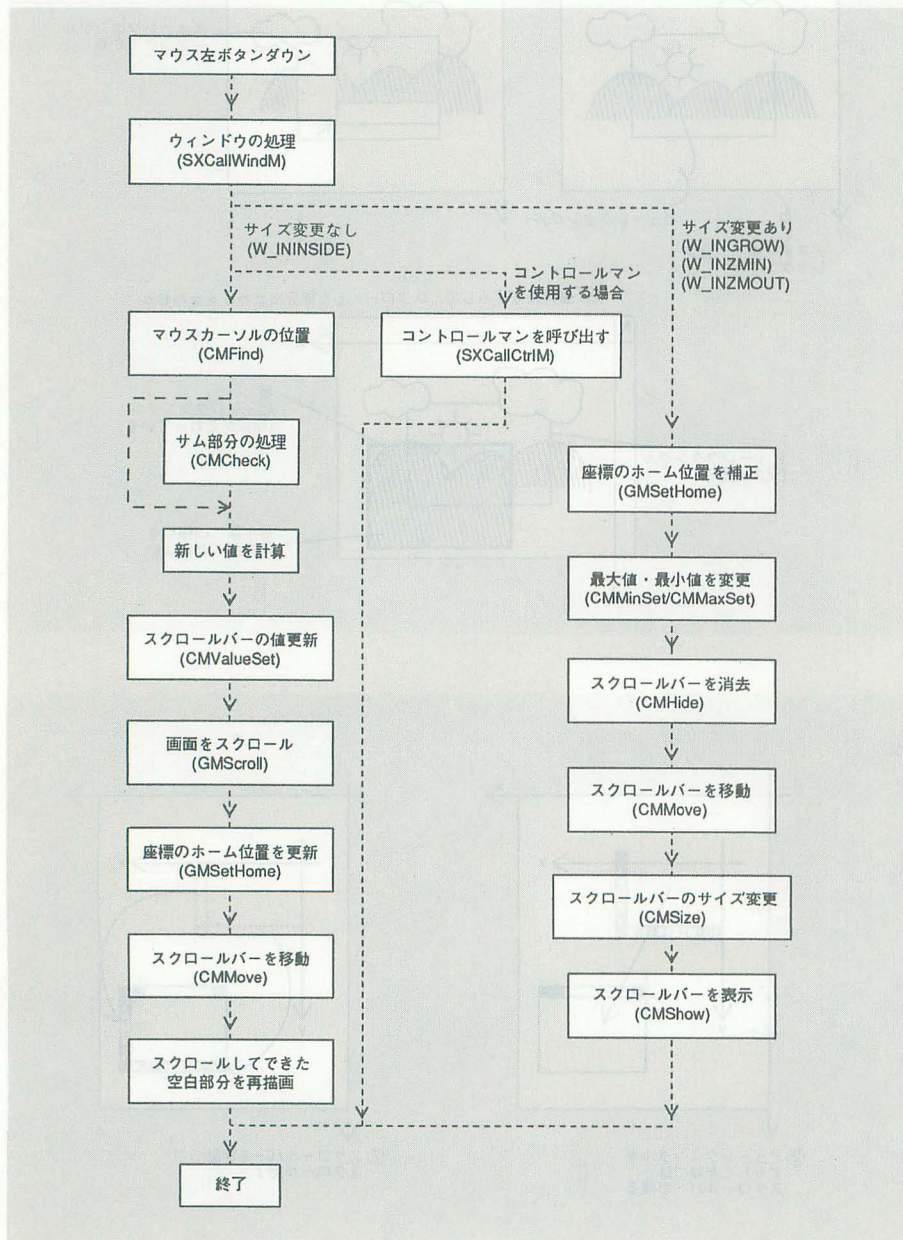 マウス左ボタンダウン
ウィンドウの処理
(SXCallWindM)
サイズ変更なし
(W_ININSIDE)
サイズ変更あり
(W_INGROW)
(W_INZMIN)
(W_INZMOUT)
コントロールマン
を使用する場合
マウスカーソルの位置
(CMFind)
コントロールマンを呼び出す
(SXCallCtrlM)
サム部分の処理
(CMCheck)
新しい値を計算
スクロールバーの値更新
(CMValueSet)
画面をスクロール
(GMScroll)
座標のホーム位置を更新
(GMSetHome)
スクロールバーを移動
(CMMove)
スクロールしてできた
空白部分を再描画
座標のホーム位置を補正
(GMSetHome)
最大値・最小値を変更
(CMMinSet/CMMaxSet)
スクロールバーを消去
(CMHide)
スクロールバーを移動
(CMMove)
スクロールバーのサイズ変更
(CMSize)
スクロールバーを表示
(CMShow)
終了